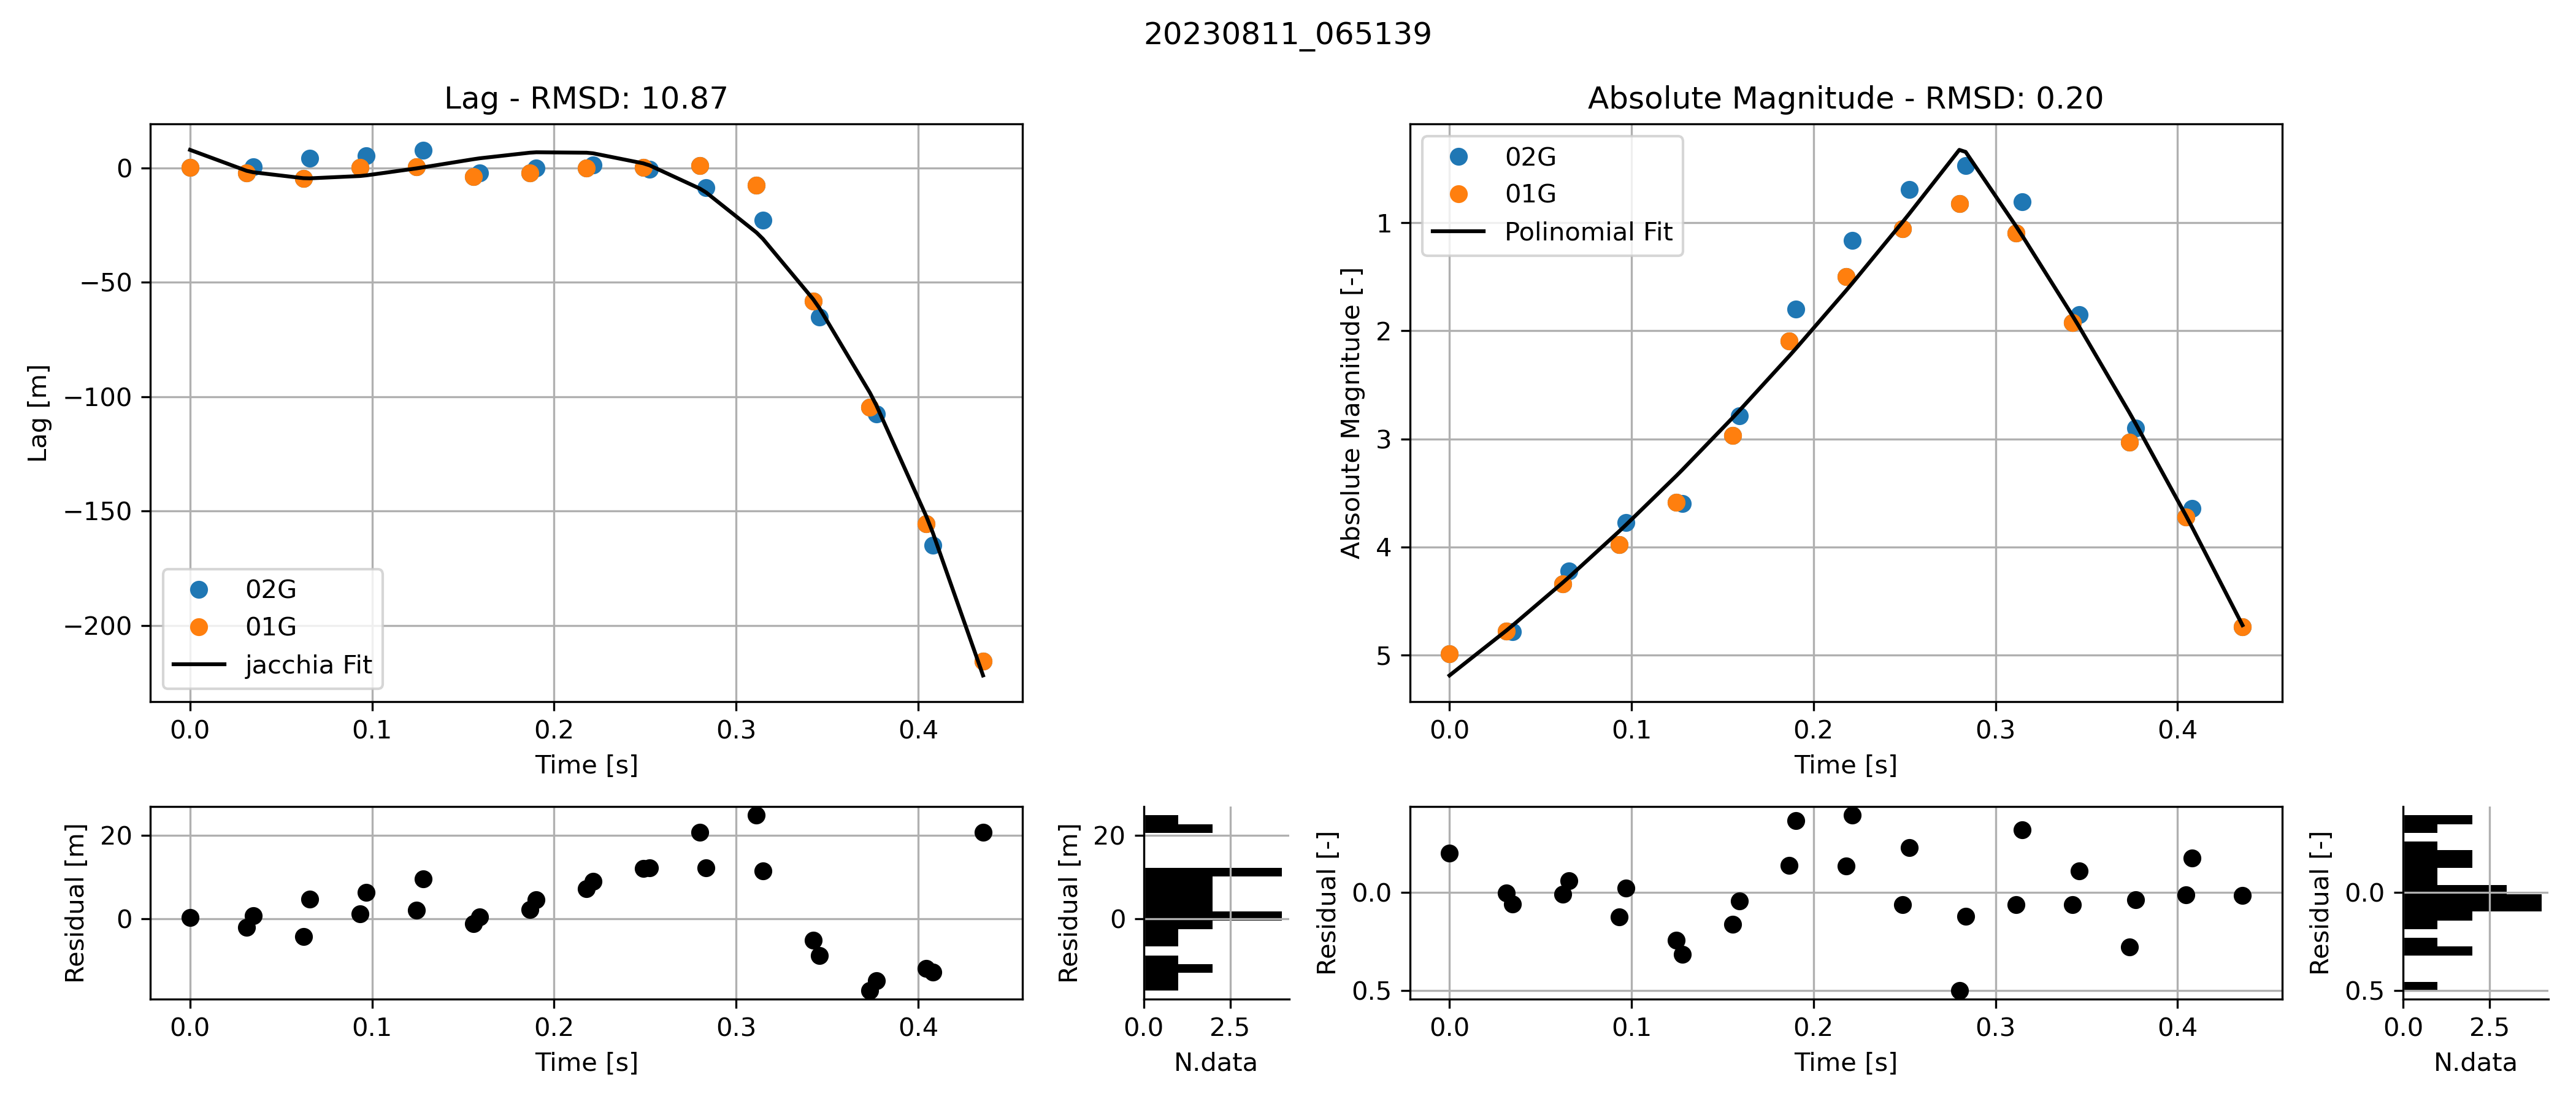 20230811_065139
Lag - RMSD: 10.87
Lag [m]
0
−50
−100
−150
−200
02G
01G
jacchia Fit
0.0 0.1 0.2 0.3 0.4
Time [s]
Absolute Magnitude - RMSD: 0.20
Absolute Magnitude [-]
02G
01G
Polinomial Fit
1
2
3
4
5
0.0 0.1 0.2 0.3 0.4
Time [s]
Residual [m]
20
0
0.0 0.1 0.2 0.3 0.4
Time [s]
Residual [m]
20
0
0.0 2.5
N.data
Residual [-]
0.0
0.5
0.0 0.1 0.2 0.3 0.4
Time [s]
Residual [-]
0.0
0.5
0.0 2.5
N.data